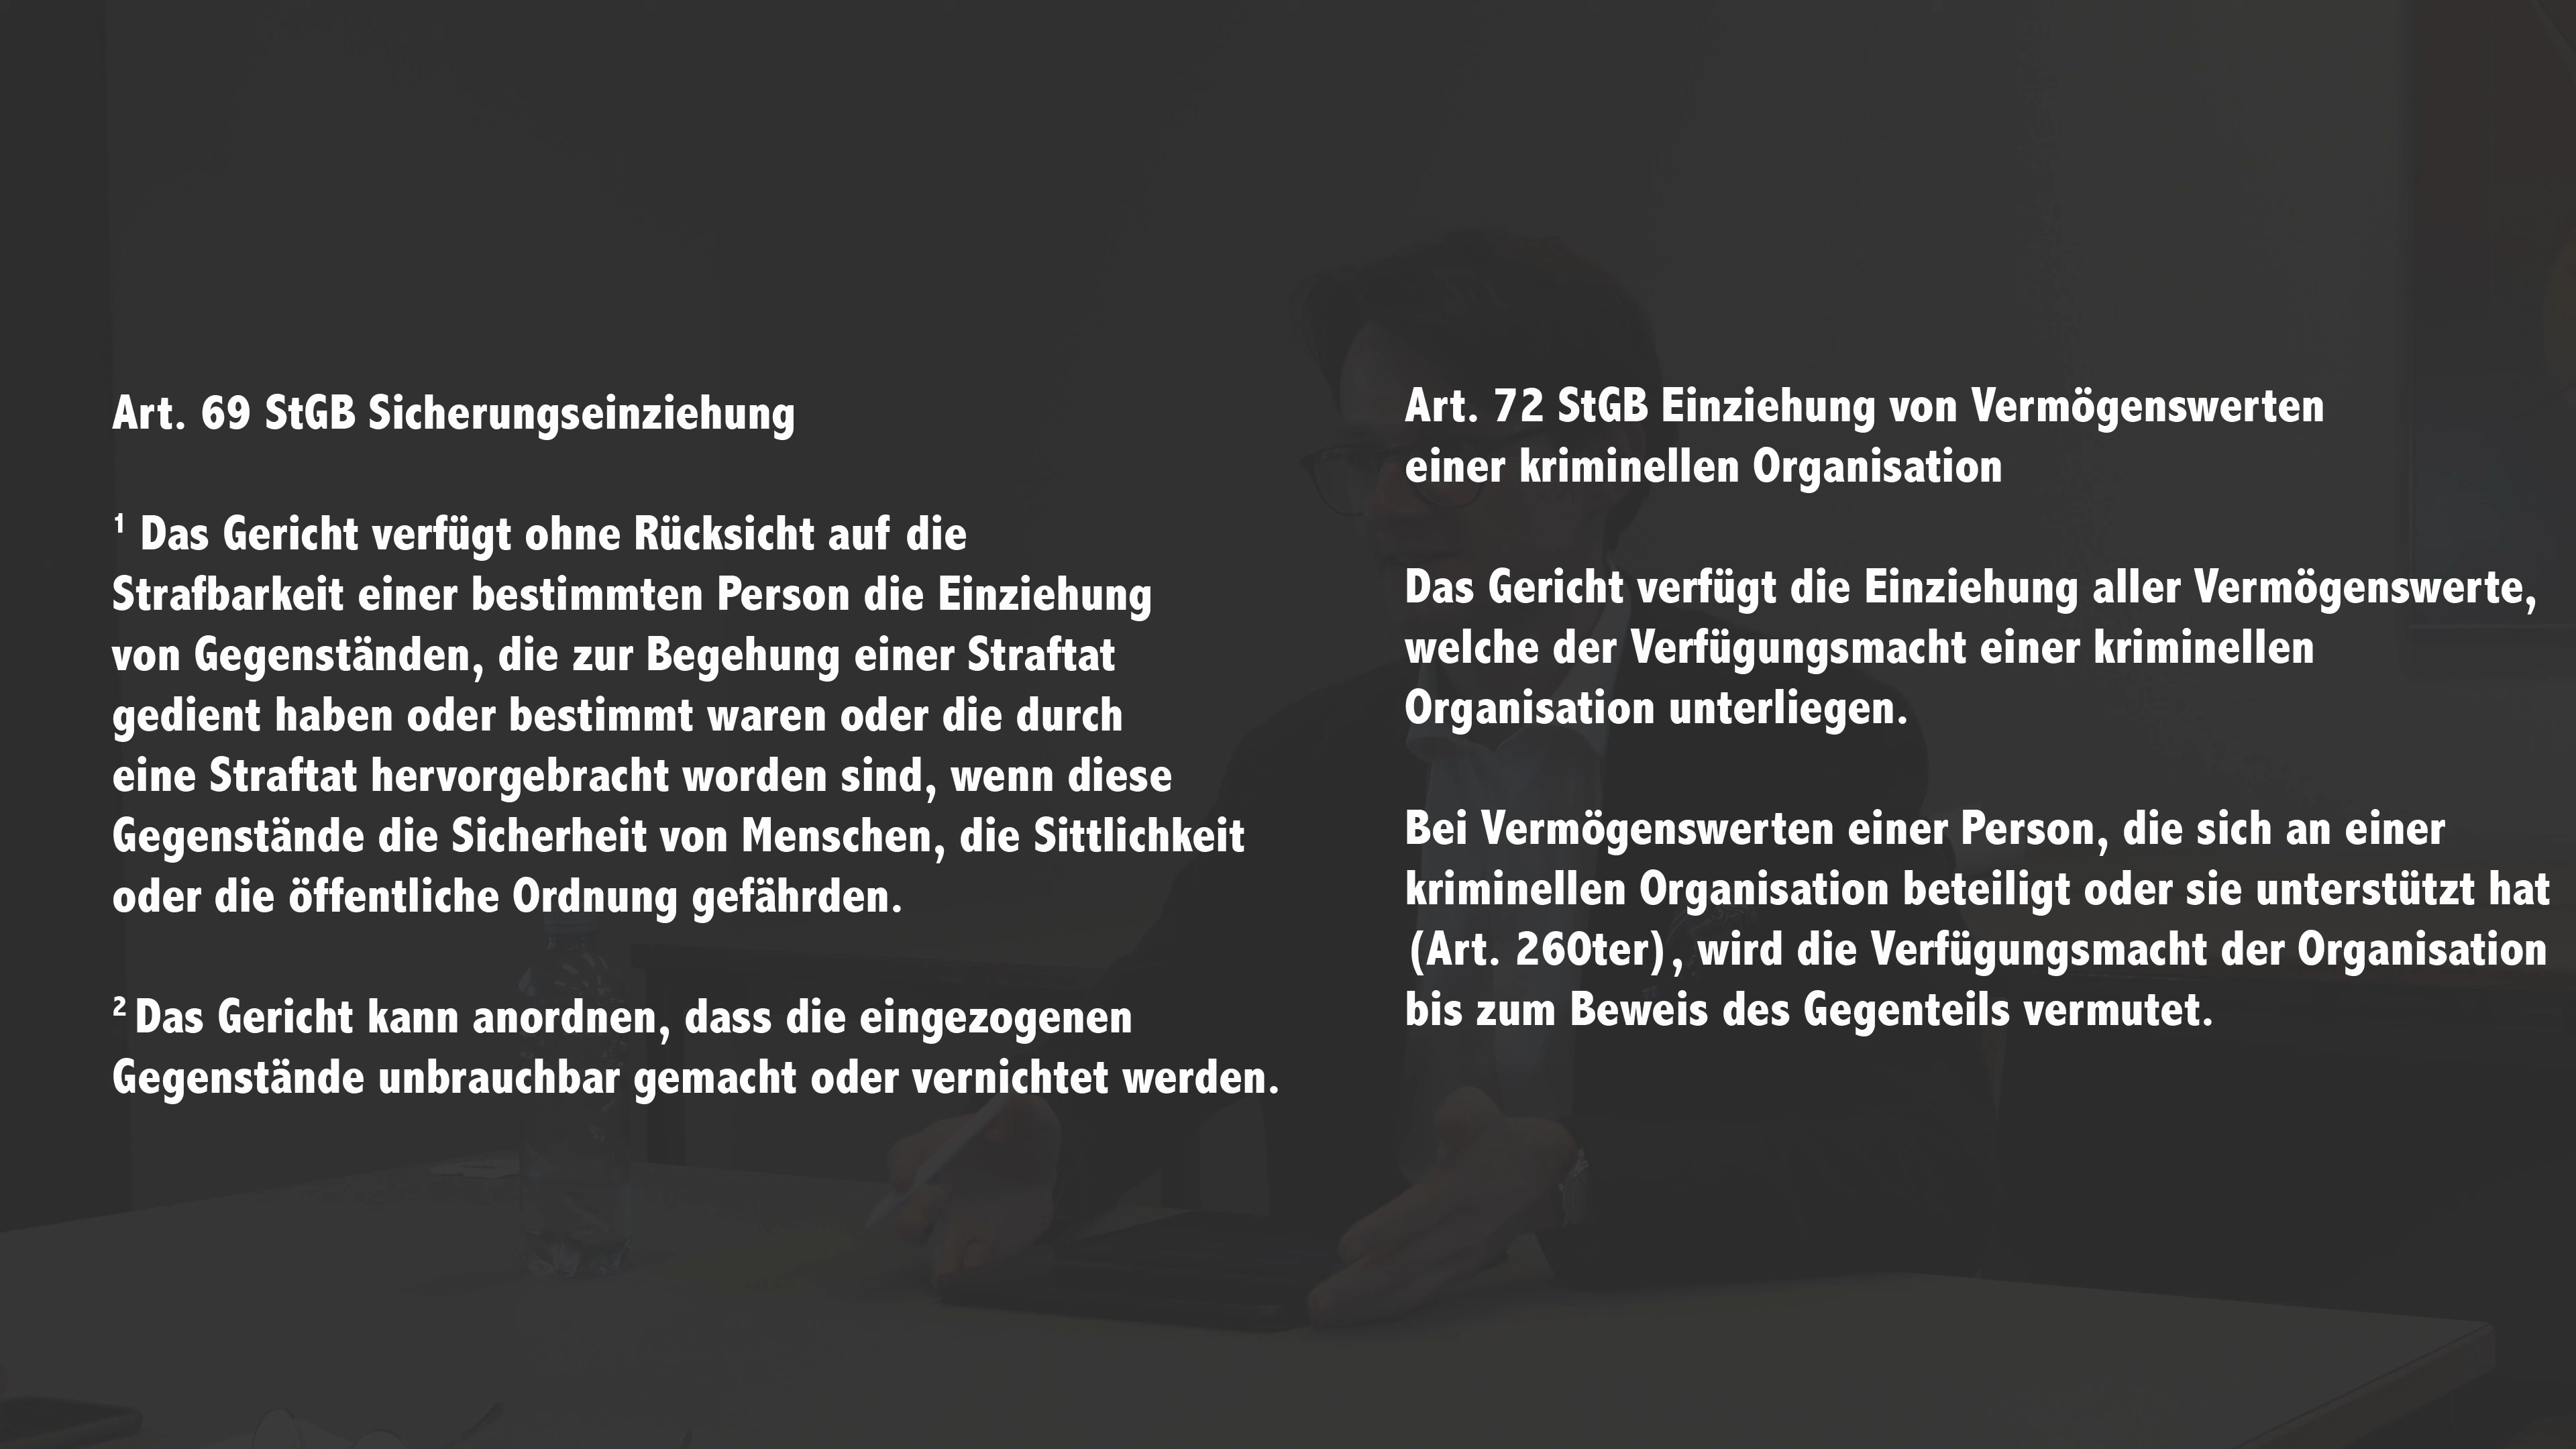 Art. 69 StGB Sicherungseinziehung
¹ Das Gericht verfügt ohne Rücksicht auf die
Strafbarkeit einer bestimmten Person die Einziehung
von Gegenständen, die zur Begehung einer Straftat
gedient haben oder bestimmt waren oder die durch
eine Straftat hervorgebracht worden sind, wenn diese
Gegenstände die Sicherheit von Menschen, die Sittlichkeit
oder die öffentliche Ordnung gefährden.
² Das Gericht kann anordnen, dass die eingezogenen
Gegenstände unbrauchbar gemacht oder vernichtet werden.
Art. 72 StGB Einziehung von Vermögenswerten
einer kriminellen Organisation
Das Gericht verfügt die Einziehung aller Vermögenswerte,
welche der Verfügungsmacht einer kriminellen
Organisation unterliegen.
Bei Vermögenswerten einer Person, die sich an einer
kriminellen Organisation beteiligt oder sie unterstützt hat
(Art. 260ter), wird die Verfügungsmacht der Organisation
bis zum Beweis des Gegenteils vermutet.